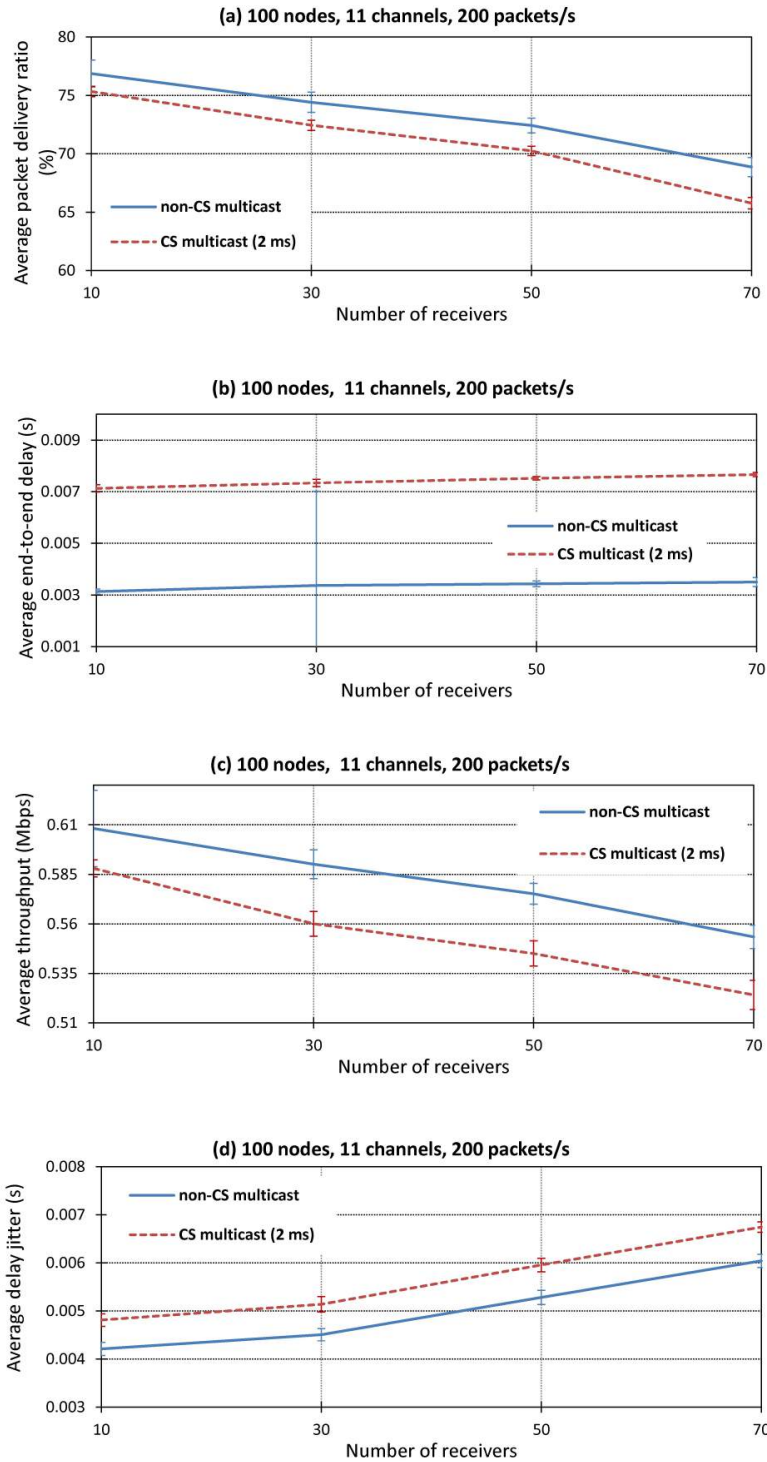 (a) 100 nodes, 11 channels, 200 packets/s
Average packet delivery ratio
(%)
80
75
70
65
60
non-CS multicast
CS multicast (2 ms)
10
30
50
70
Number of receivers
(b) 100 nodes, 11 channels, 200 packets/s
Average end-to-end delay (s)
0.009
0.007
0.005
0.003
0.001
non-CS multicast
CS multicast (2 ms)
10
30
50
70
Number of receivers
(c) 100 nodes, 11 channels, 200 packets/s
Average throughput (Mbps)
0.61
0.585
0.56
0.535
0.51
non-CS multicast
CS multicast (2 ms)
10
30
50
70
Number of receivers
(d) 100 nodes, 11 channels, 200 packets/s
Average delay jitter (s)
0.008
0.007
0.006
0.005
0.004
0.003
non-CS multicast
CS multicast (2 ms)
10
30
50
70
Number of receivers